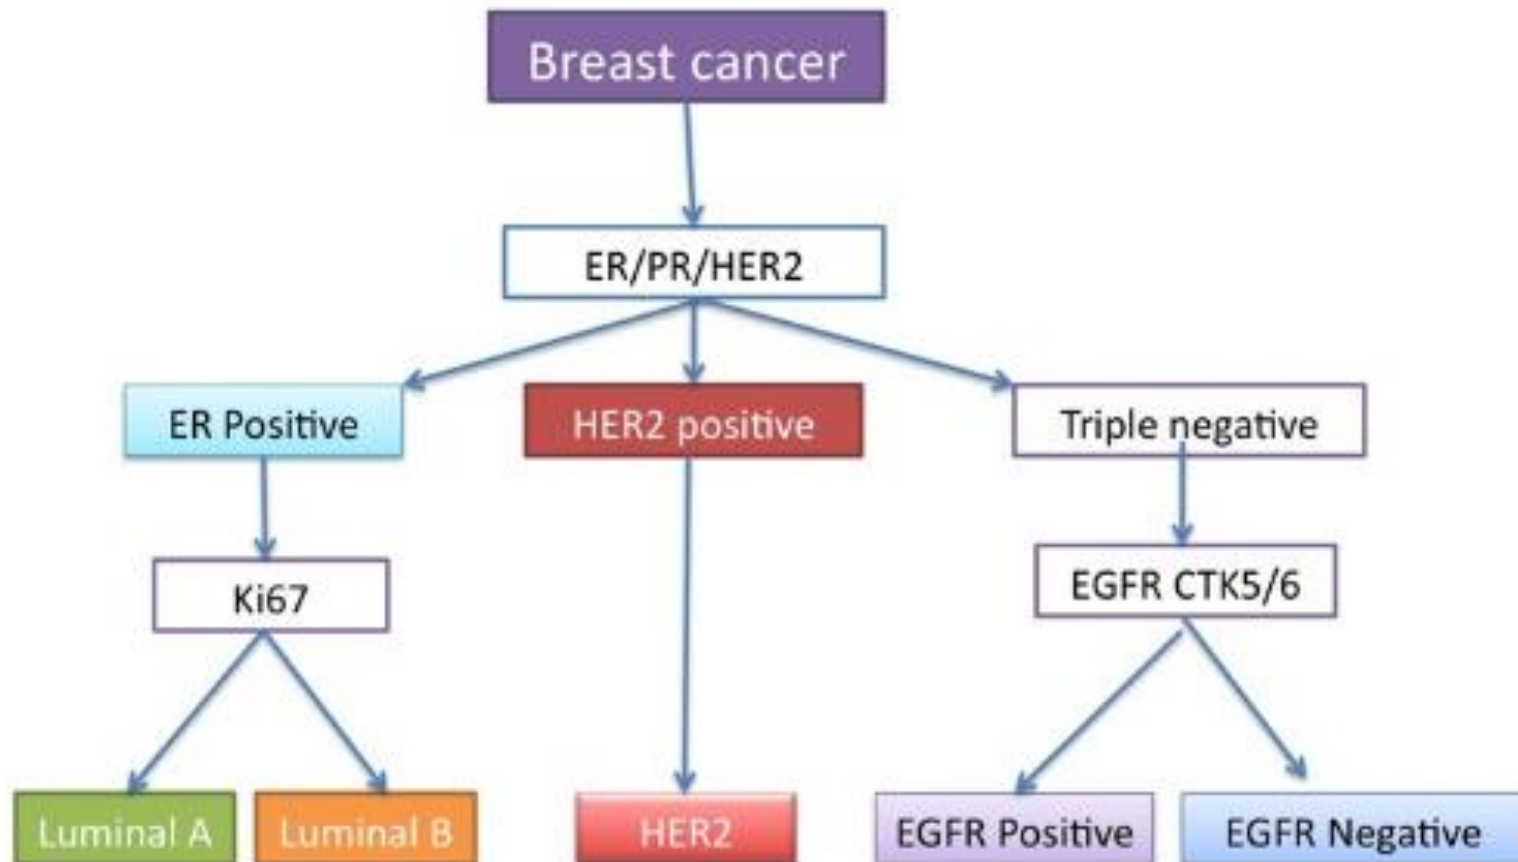 Breast cancer
ER/PR/HER2
ER Positive
HER2 positive
Triple negative
Ki67
EGFR CTK5/6
Luminal A
Luminal B
HER2
EGFR Positive
EGFR Negative